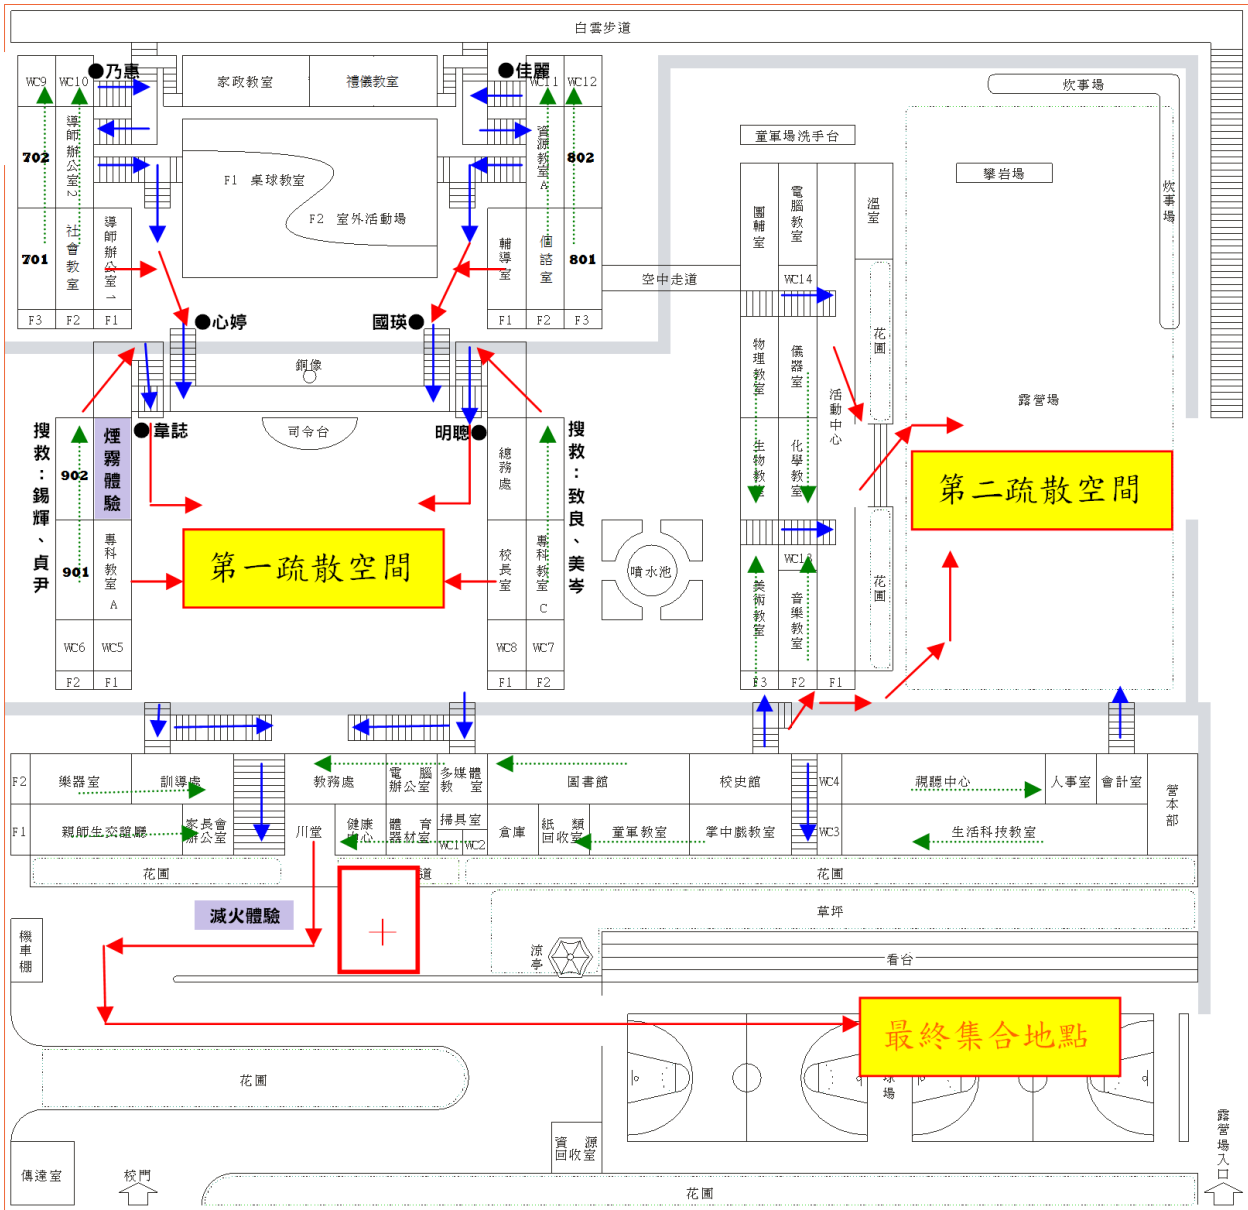 白雲步道
WC9
WC10
●乃惠
家政教室
禮儀教室
●佳麗
WC11
WC12
炊事場
702
導師辦公室2
資源教室A
802
童軍場洗手台
攀岩場
炊事場
F1 桌球教室
F2 室外活動場
團輔室
電腦教室
溫室
701
社會教室
導師辦公室1
輔導室
個諮室
801
空中走道
WC14
F3
F2
F1
F1
F2
F3
●心婷
國瑛●
銅像
物理教室
儀器室
花圃
活動中心
露營場
搜救：錫輝、貞尹
902
煙霧體驗
●韋誌
司令台
明聰●
總務處
搜救：致良、美岑
生物教室
化學教室
第二疏散空間
901
專科教室A
第一疏散空間
校長室
專科教室C
噴水池
WC13
美術教室
音樂教室
花圃
WC6
WC5
WC8
WC7
F2
F1
F1
F2
F3
F2
F1
F2
樂器室
訓導處
教務處
電腦辦公室
多媒體教室
圖書館
校史館
WC4
視聽中心
人事室
會計室
營本部
F1
親師生交誼廳
家長會辦公室
川堂
健康中心
體育器材室
掃具室
WC1
WC2
倉庫
紙類回收室
童軍教室
掌中戲教室
WC3
生活科技教室
花圃
道
花圃
滅火體驗
草坪
機車棚
涼亭
看台
最終集合地點
球場
花圃
資源回收室
露營場入口
傳達室
校門
花圃